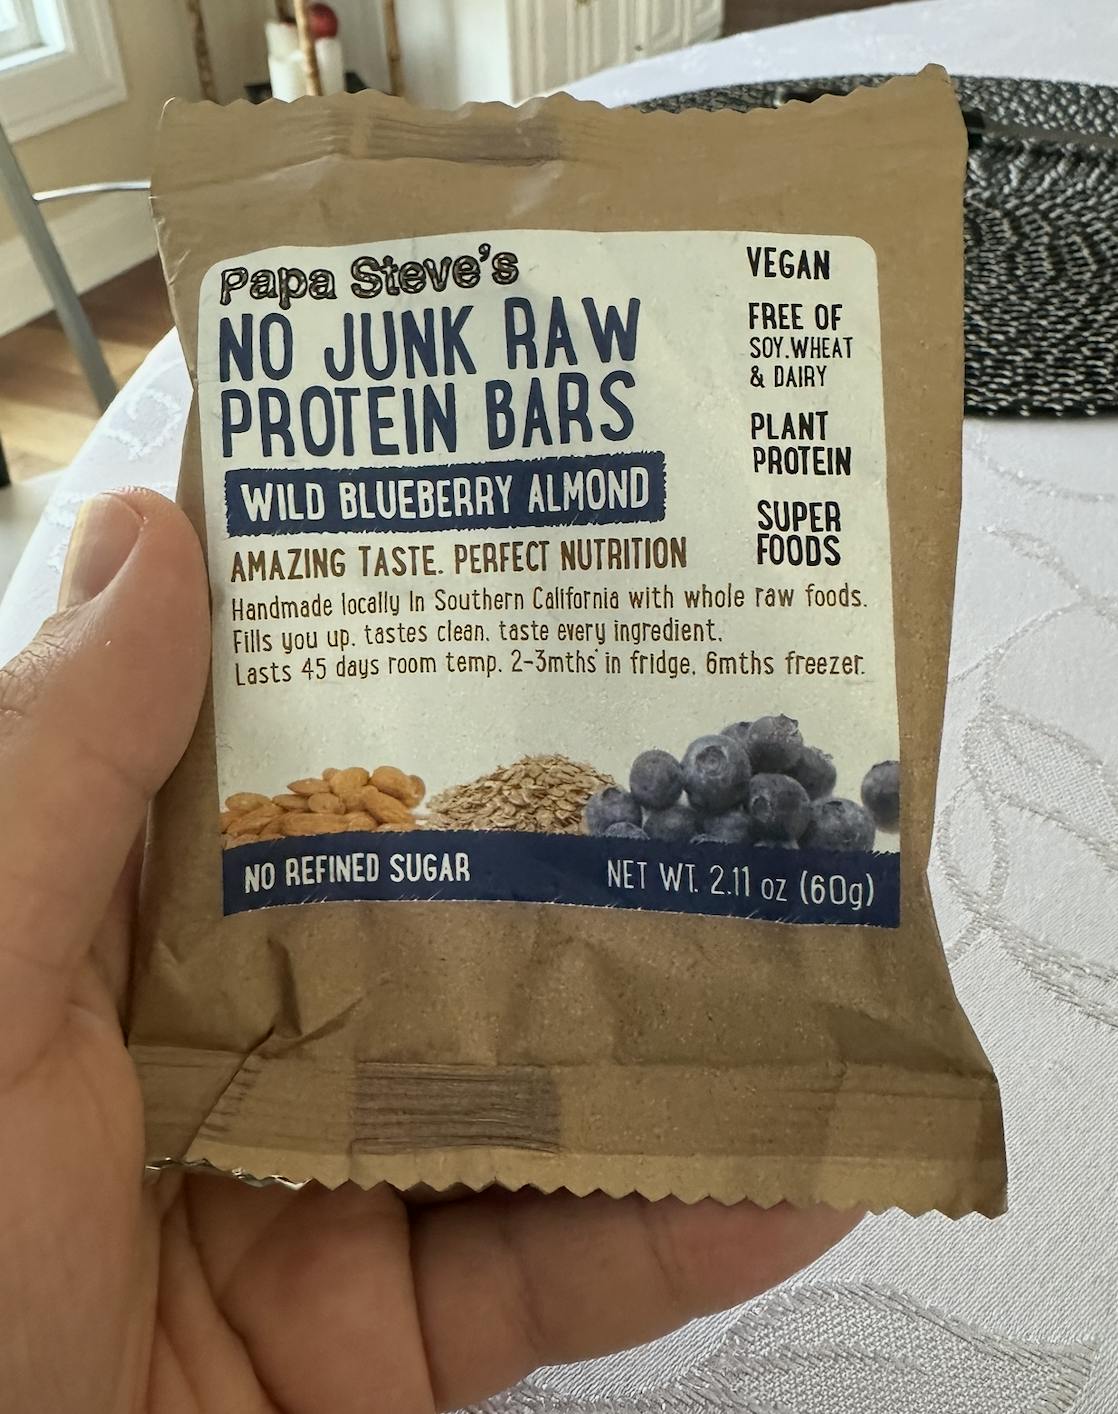 Papa Steve's
NO JUNK RAW
PROTEIN BARS
WILD BLUEBERRY ALMOND
AMAZING TASTE. PERFECT NUTRITION
Handmade locally In Southern California with whole raw foods.
Fills you up. tastes clean. taste every ingredient.
Lasts 45 days room temp. 2-3mths in fridge. 6mths freezer.
VEGAN
FREE OF
SOY.WHEAT
& DAIRY
PLANT
PROTEIN
SUPER
FOODS
NO REFINED SUGAR
NET WT. 2.11 oz (60g)